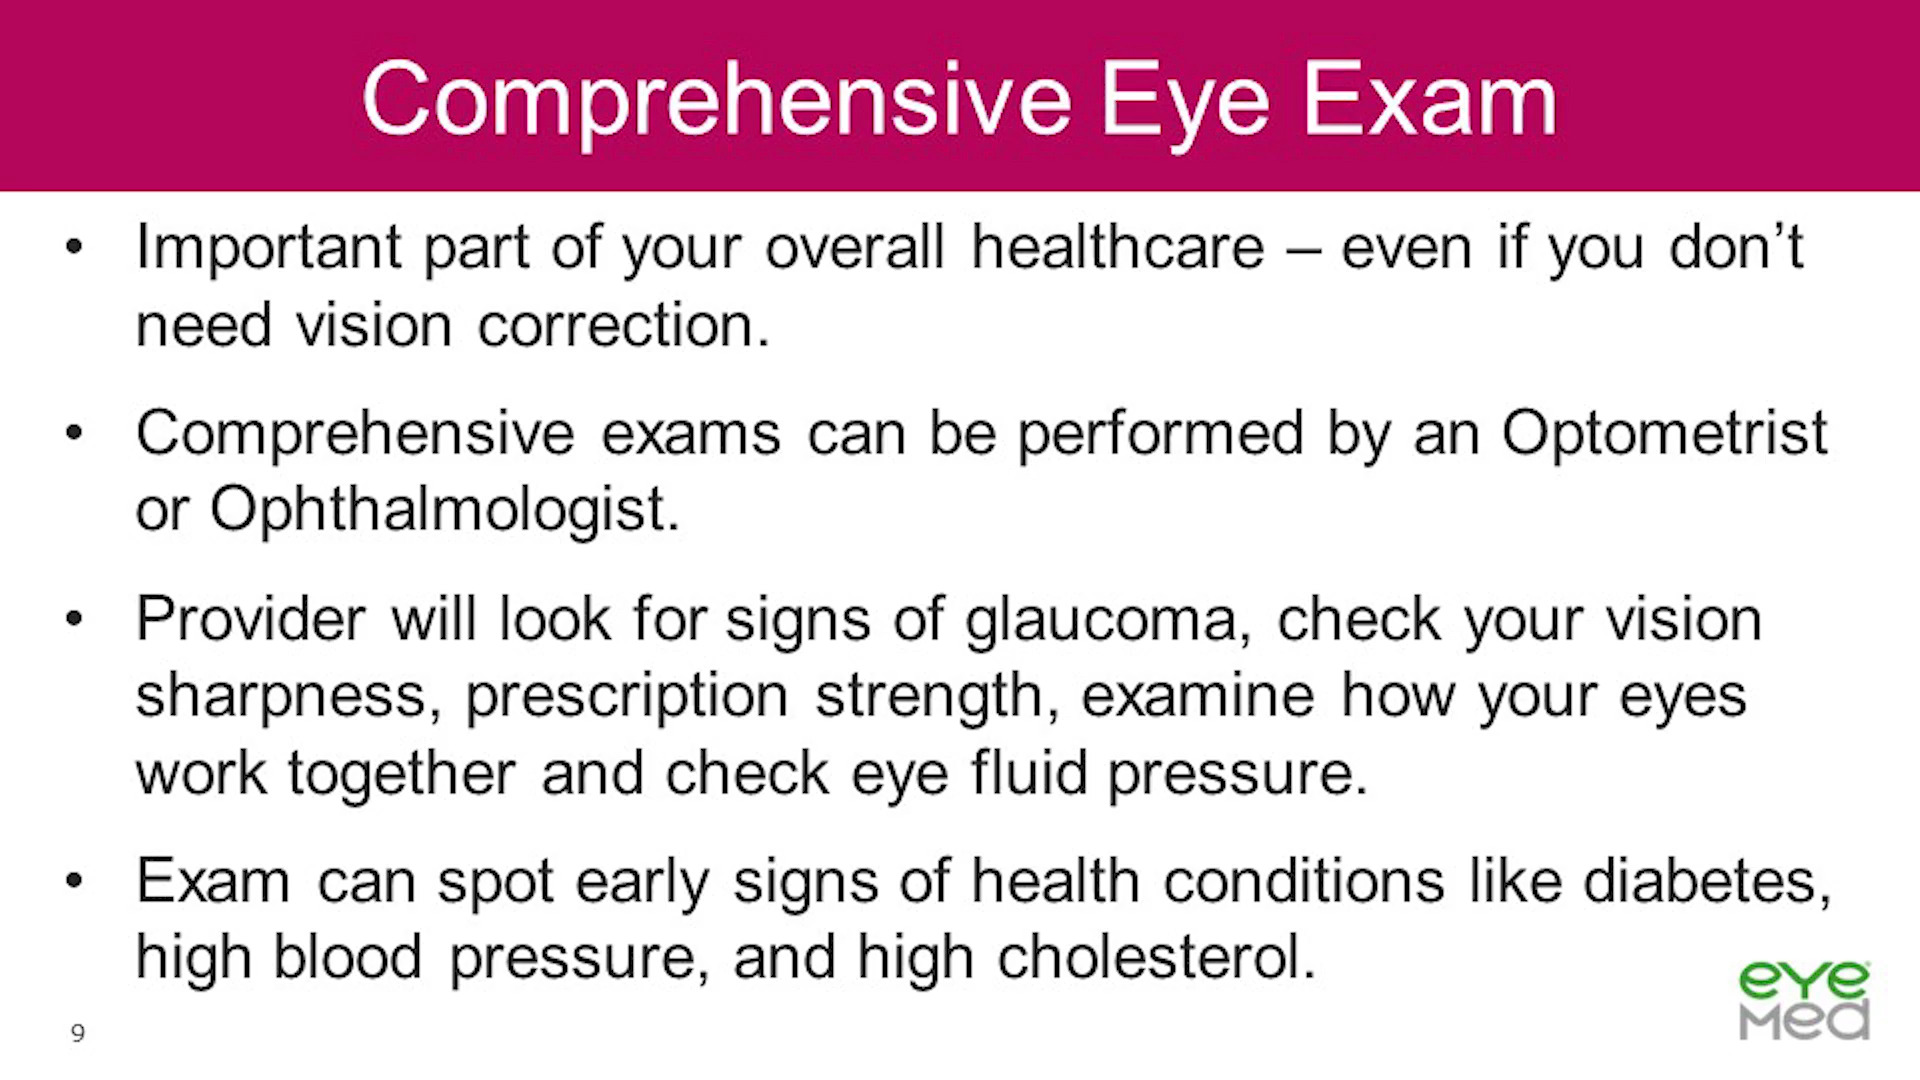 Comprehensive Eye Exam
• Important part of your overall healthcare – even if you don’t
need vision correction.
• Comprehensive exams can be performed by an Optometrist
or Ophthalmologist.
• Provider will look for signs of glaucoma, check your vision
sharpness, prescription strength, examine how your eyes
work together and check eye fluid pressure.
• Exam can spot early signs of health conditions like diabetes,
high blood pressure, and high cholesterol.
eye
Med
9